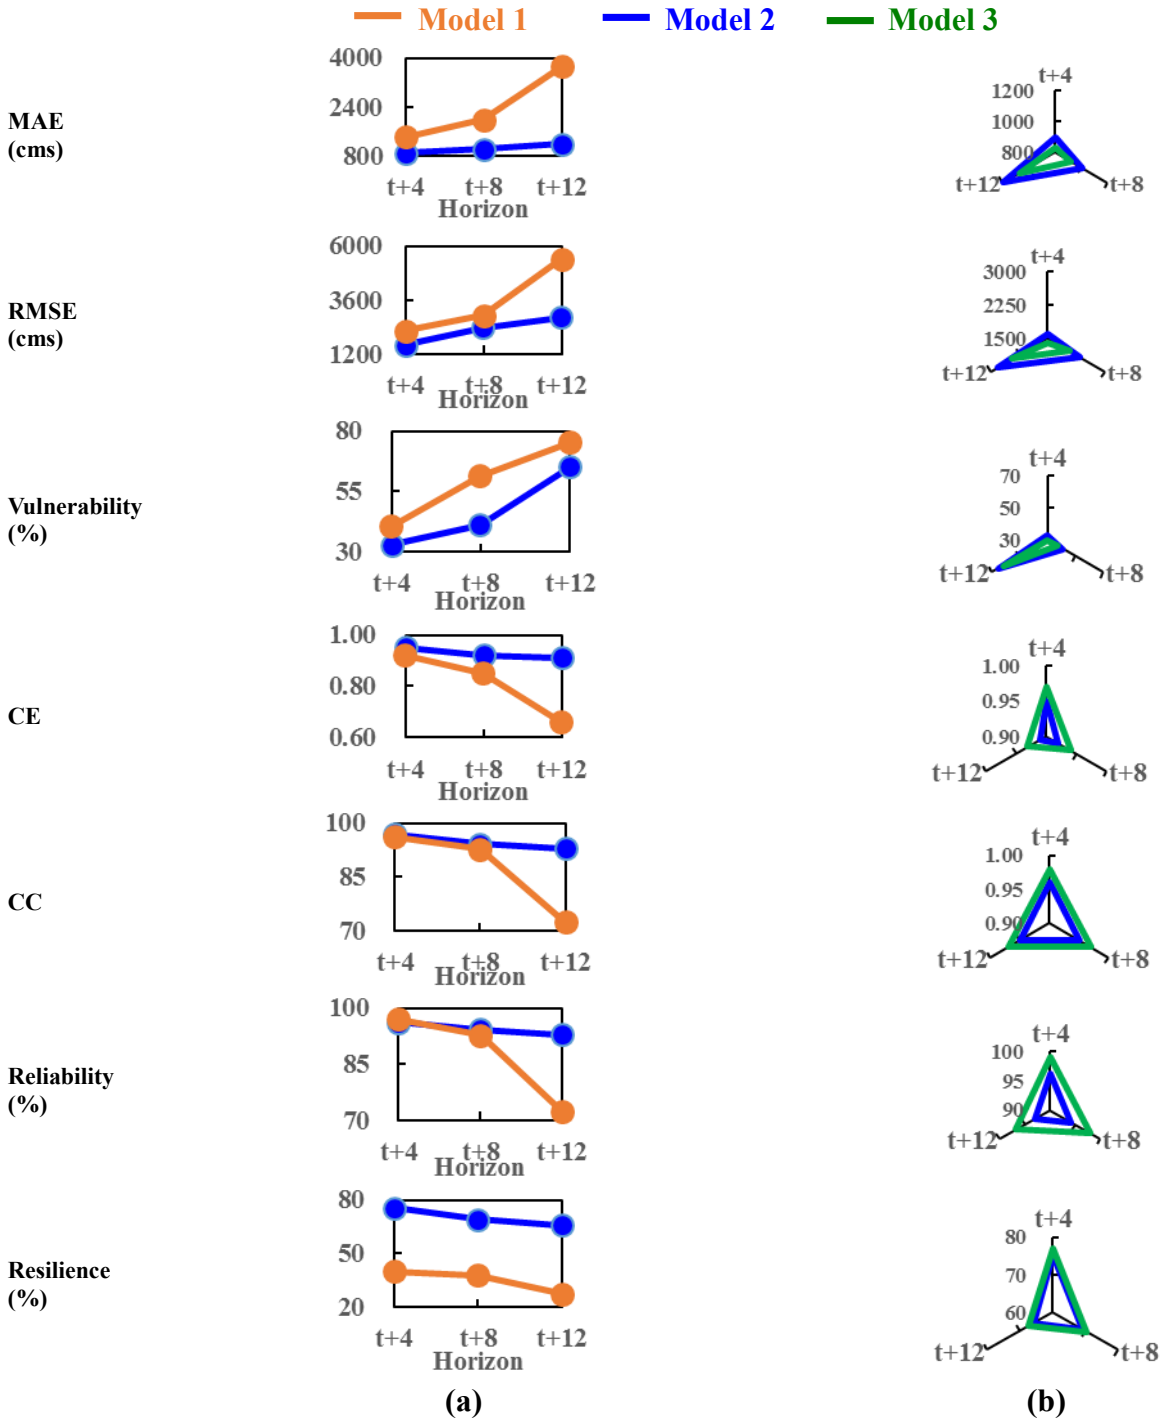 Model 1 Model 2 Model 3
MAE
(cms)
4000
2400
800
t+4 t+8 t+12
Horizon
t+4
1200
1000
800
t+12 t+8
RMSE
(cms)
6000
3600
1200
t+4 t+8 t+12
Horizon
t+4
3000
2250
1500
t+12 t+8
Vulnerability
(%)
80
55
30
t+4 t+8 t+12
Horizon
t+4
70
50
30
t+12 t+8
CE
1.00
0.80
0.60
t+4 t+8 t+12
Horizon
t+4
1.00
0.95
0.90
t+12 t+8
CC
100
85
70
t+4 t+8 t+12
Horizon
t+4
1.00
0.95
0.90
t+12 t+8
Reliability
(%)
100
85
70
t+4 t+8 t+12
Horizon
t+4
100
95
90
t+12 t+8
Resilience
(%)
80
50
20
t+4 t+8 t+12
Horizon
t+4
80
70
60
t+12 t+8
(a) (b)